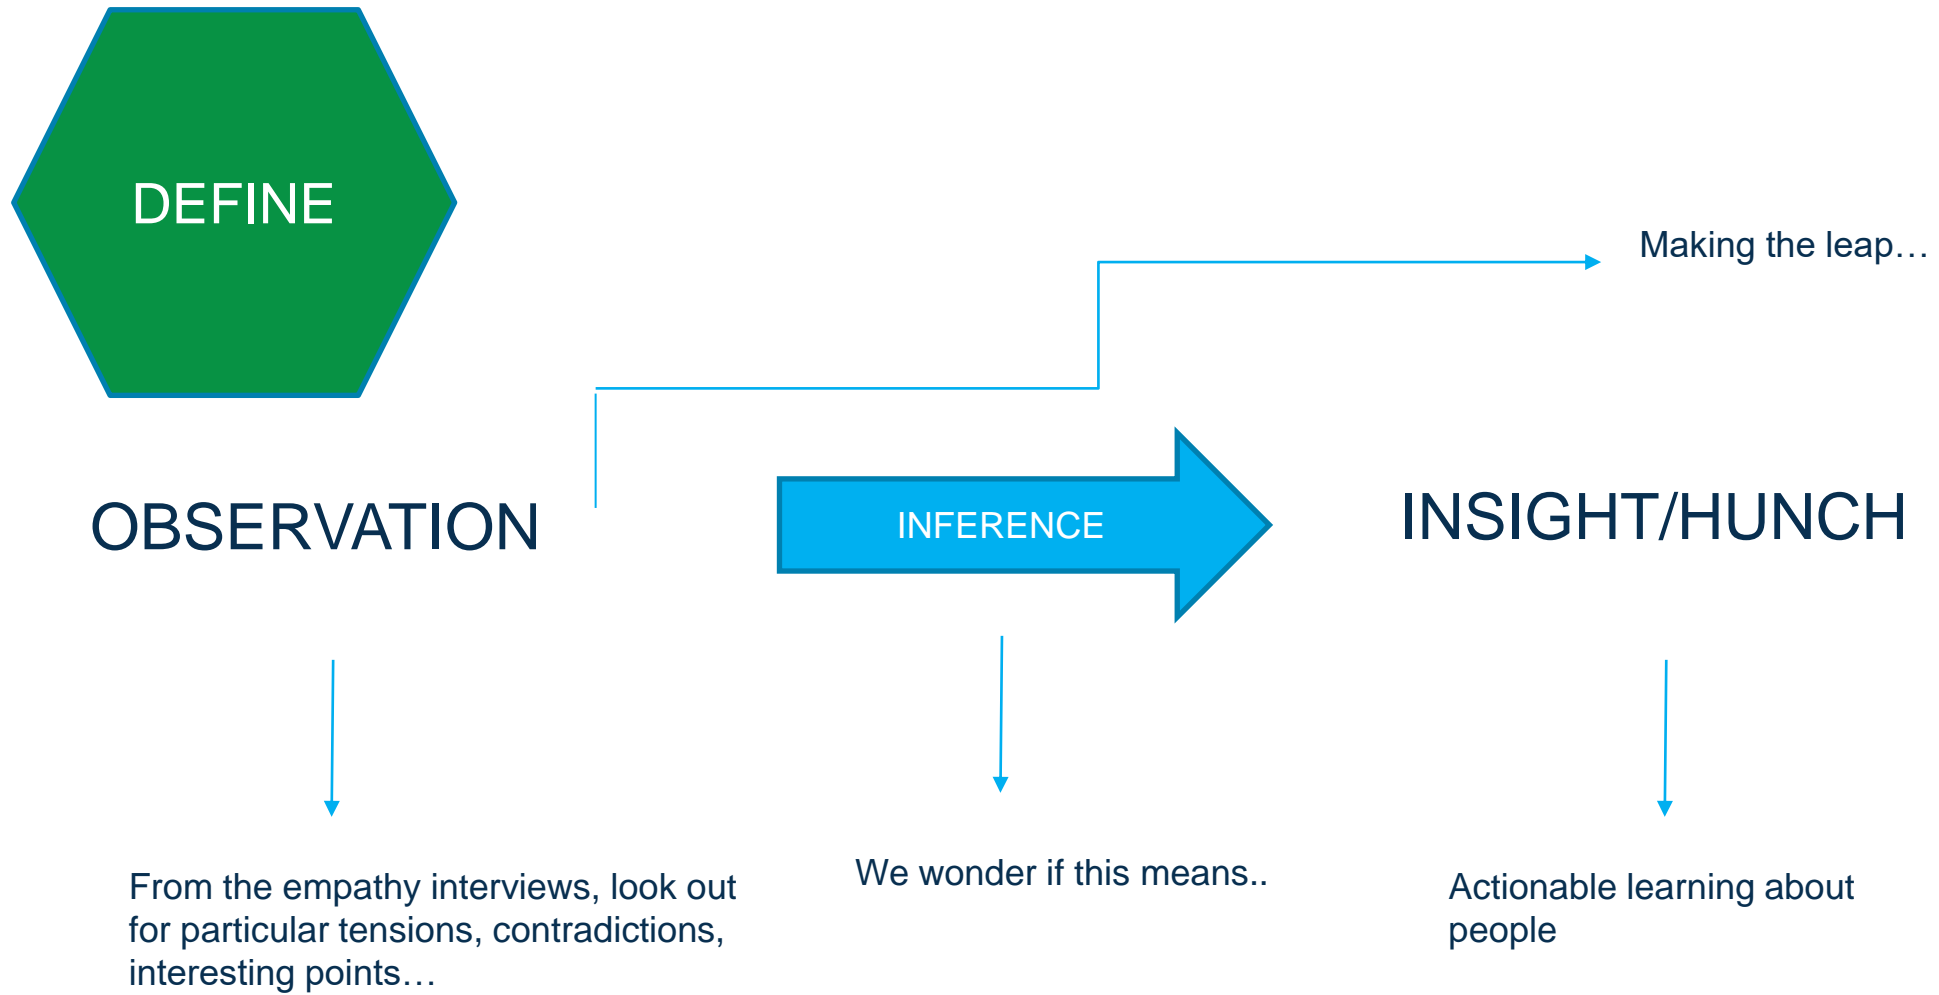 DEFINE
Making the leap…
OBSERVATION
INFERENCE
INSIGHT/HUNCH
From the empathy interviews, look out
for particular tensions, contradictions,
interesting points…
We wonder if this means..
Actionable learning about
people